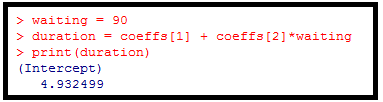 > waiting = 90
> duration = coeffs[1] + coeffs[2]*waiting
> print(duration)
(Intercept)
4.932499